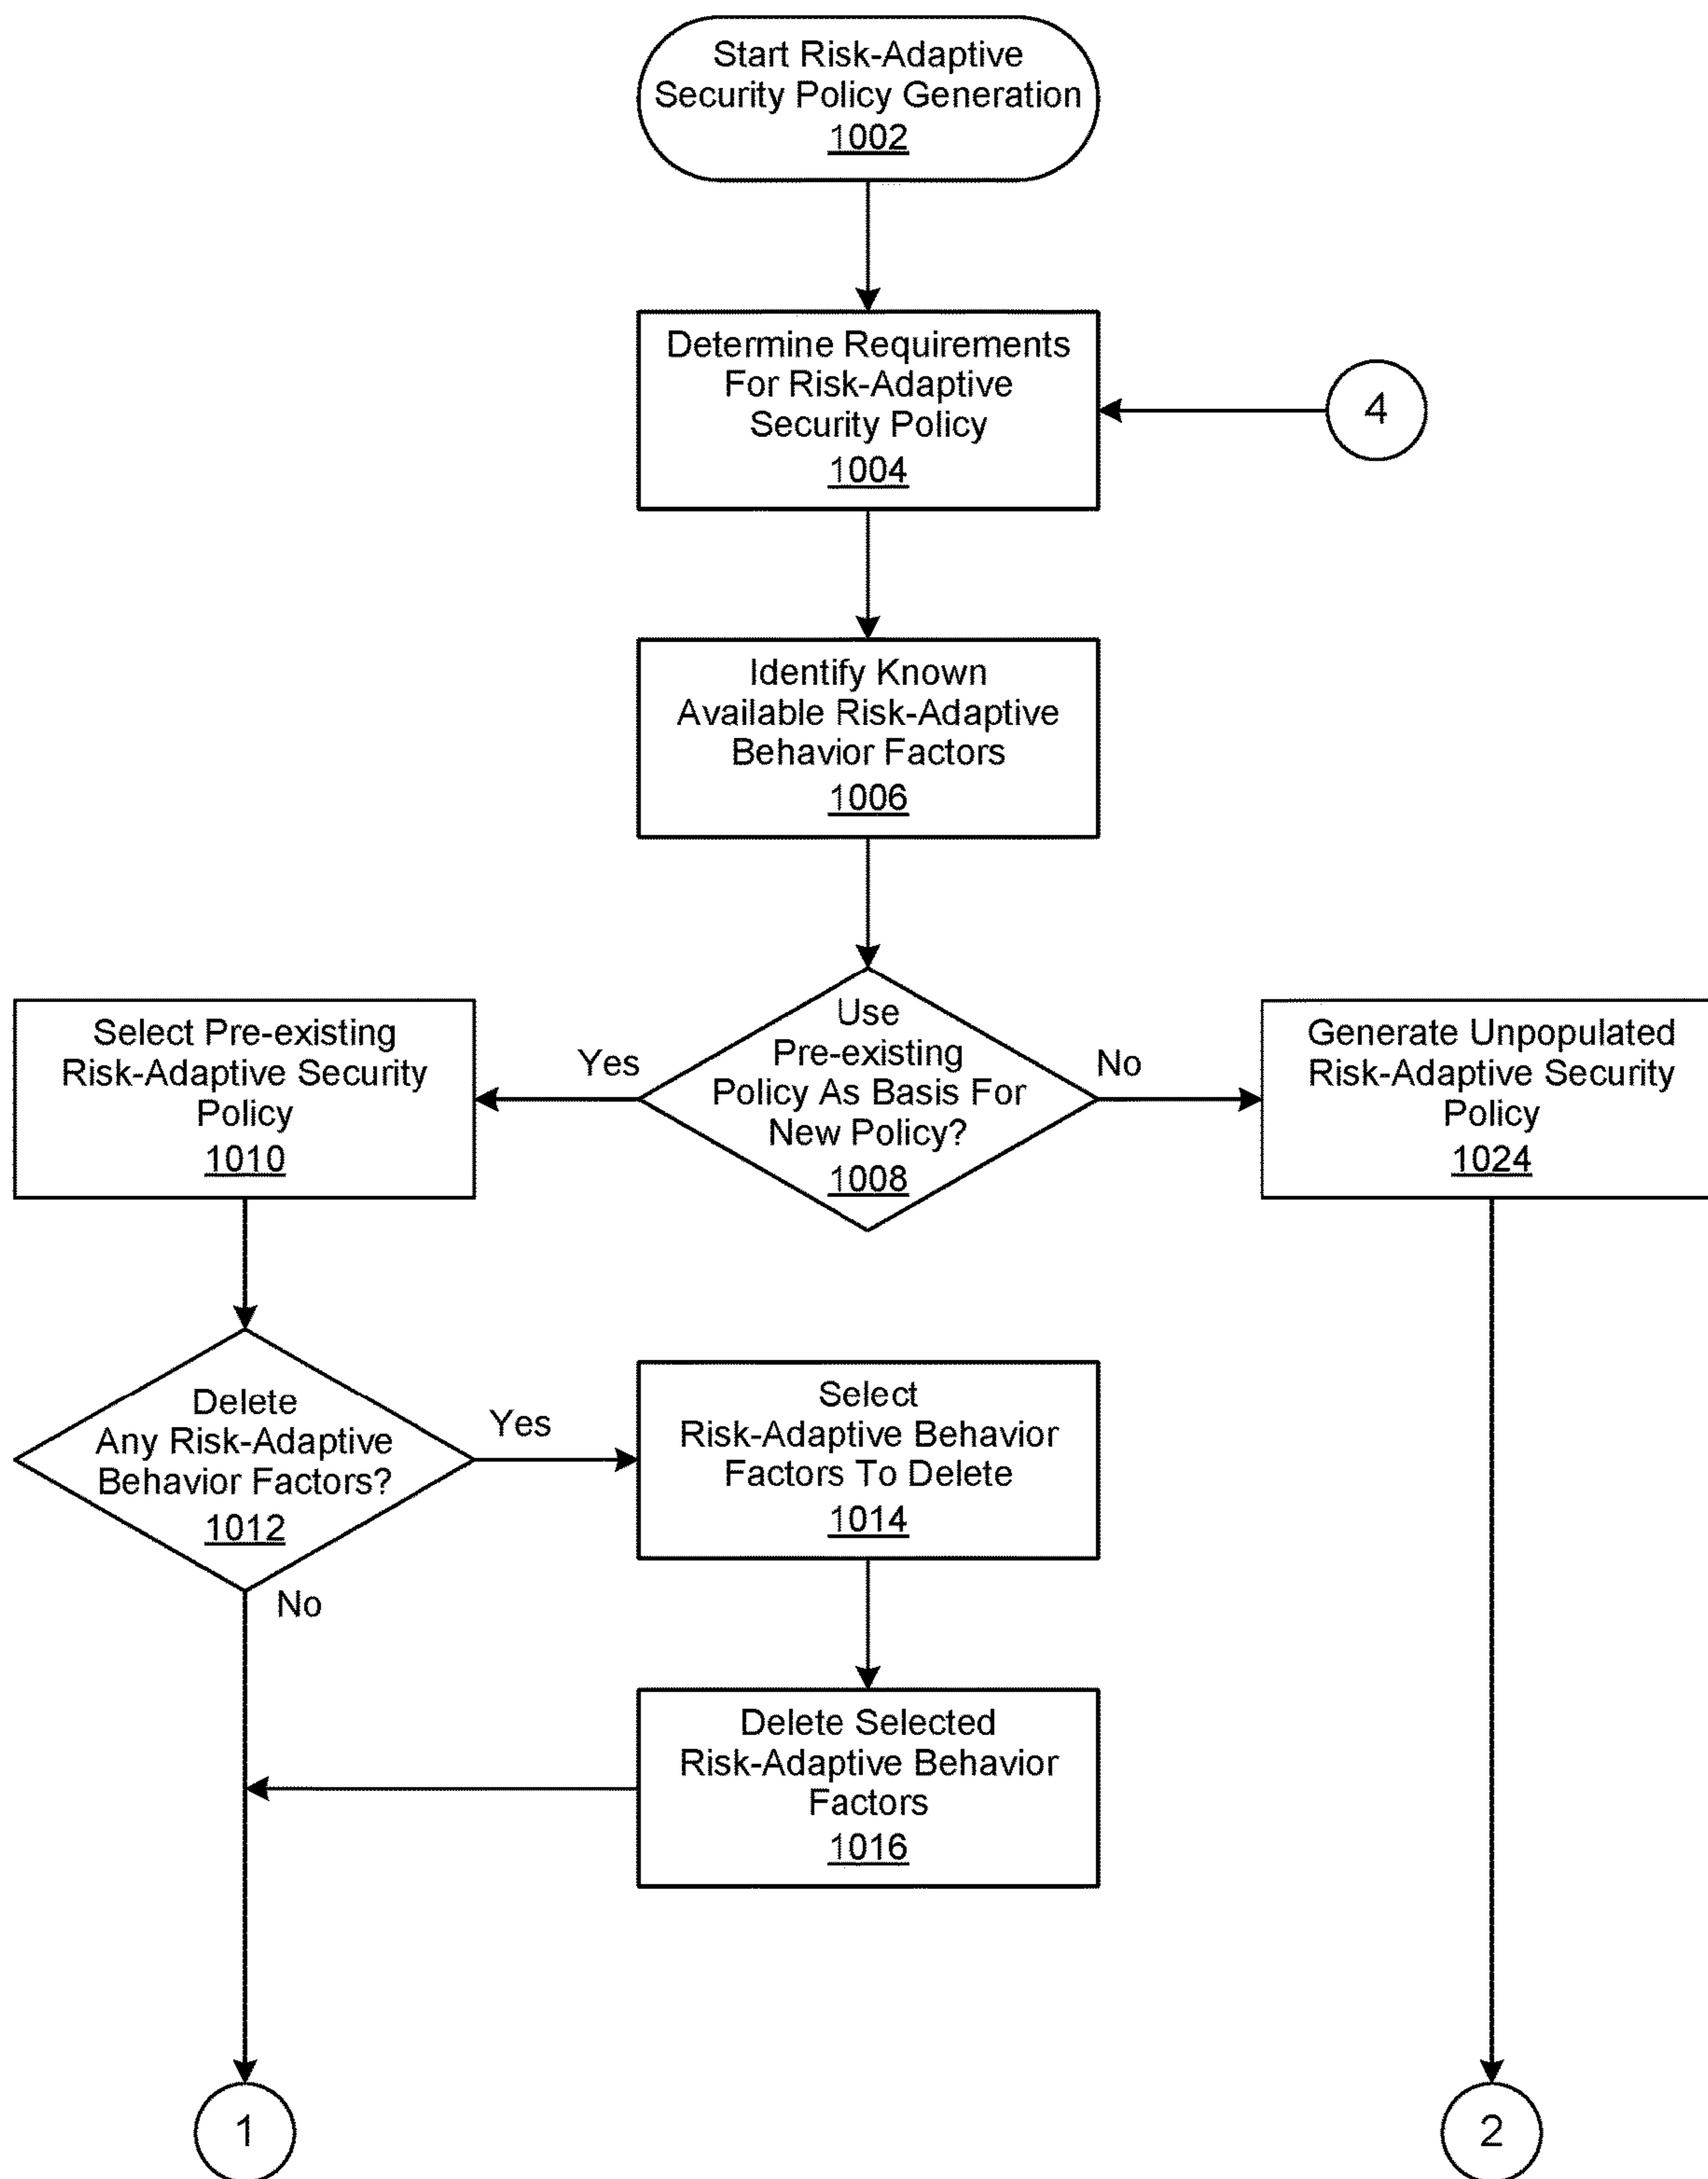 Start Risk-Adaptive
Security Policy Generation
1002
Determine Requirements
For Risk-Adaptive
Security Policy
1004
4
Identify Known
Available Risk-Adaptive
Behavior Factors
1006
Select Pre-existing
Risk-Adaptive Security
Policy
1010
Yes
Use
Pre-existing
Policy As Basis For
New Policy?
1008
No
Generate Unpopulated
Risk-Adaptive Security
Policy
1024
Delete
Any Risk-Adaptive
Behavior Factors?
1012
Yes
Select
Risk-Adaptive Behavior
Factors To Delete
1014
No
Delete Selected
Risk-Adaptive Behavior
Factors
1016
1
2